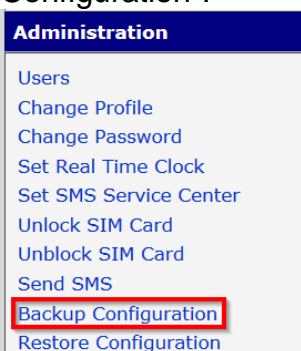 Configuration".
Administration
Users
Change Profile
Change Password
Set Real Time Clock
Set SMS Service Center
Unlock SIM Card
Unblock SIM Card
Send SMS
Backup Configuration
Restore Configuration